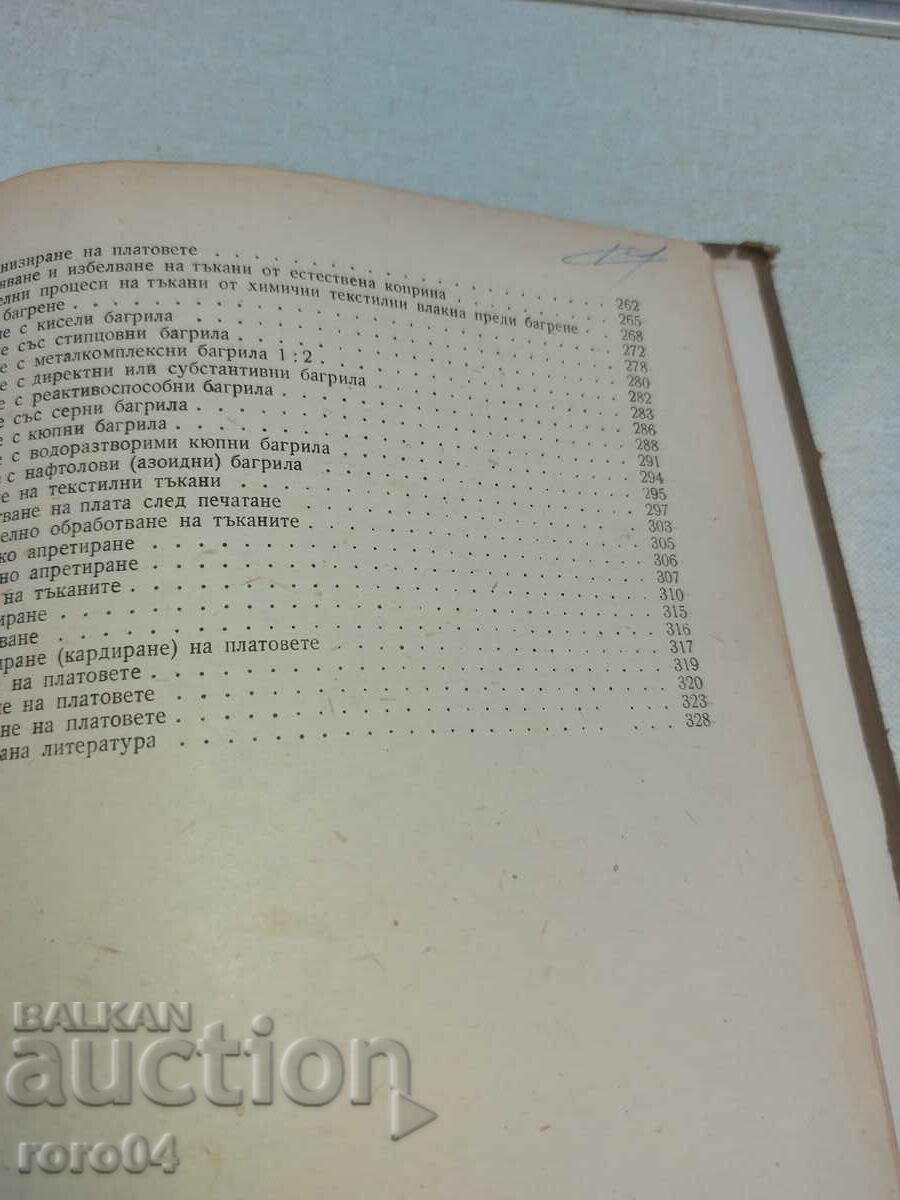 низиране на платовете . . . . . . . . . . . . . . 262
яване и избелване на тъкани от естествена коприна . . . . . . 265
елни процеси на тъкани от химични текстилни влакна преди багрене . 268
багрене . . . . . . . . . . . . . . . . 272
е с кисели багрила . . . . . . . . . . . . . . 278
е със стипцовни багрила . . . . . . . . . . . . . 280
е с металкомплексни багрила 1 : 2 . . . . . . . . . . . 282
е с директни или субстантивни багрила . . . . . . . . . . 283
е с реактивоспособни багрила . . . . . . . . . . . . 286
е със серни багрила . . . . . . . . . . . . . . 288
е с кюпни багрила . . . . . . . . . . . . . . 291
е с водоразтворими кюпни багрила . . . . . . . . . . . 294
с нафтолови (азоидни) багрила . . . . . . . . . . . . 295
е на текстилни тъкани . . . . . . . . . . . . . . 297
тване на плата след печатане . . . . . . . . . . . . 303
елно обработване на тъканите . . . . . . . . . . . . 305
ко апретиране . . . . . . . . . . . . . . . . 306
но апретиране . . . . . . . . . . . . . . . . 307
на тъканите . . . . . . . . . . . . . . . . 310
иране . . . . . . . . . . . . . . . . . . 315
ване . . . . . . . . . . . . . . . . . . 316
иране (кардиране) на платовете . . . . . . . . . . . . 317
на платовете . . . . . . . . . . . . . . . . 319
не на платовете . . . . . . . . . . . . . . . 320
не на платовете . . . . . . . . . . . . . . . 323
ана литература . . . . . . . . . . . . . . . 328
BALKAN
auction
roro04